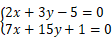 2x + 3y − 5 = 0
7x + 15y + 1 = 0